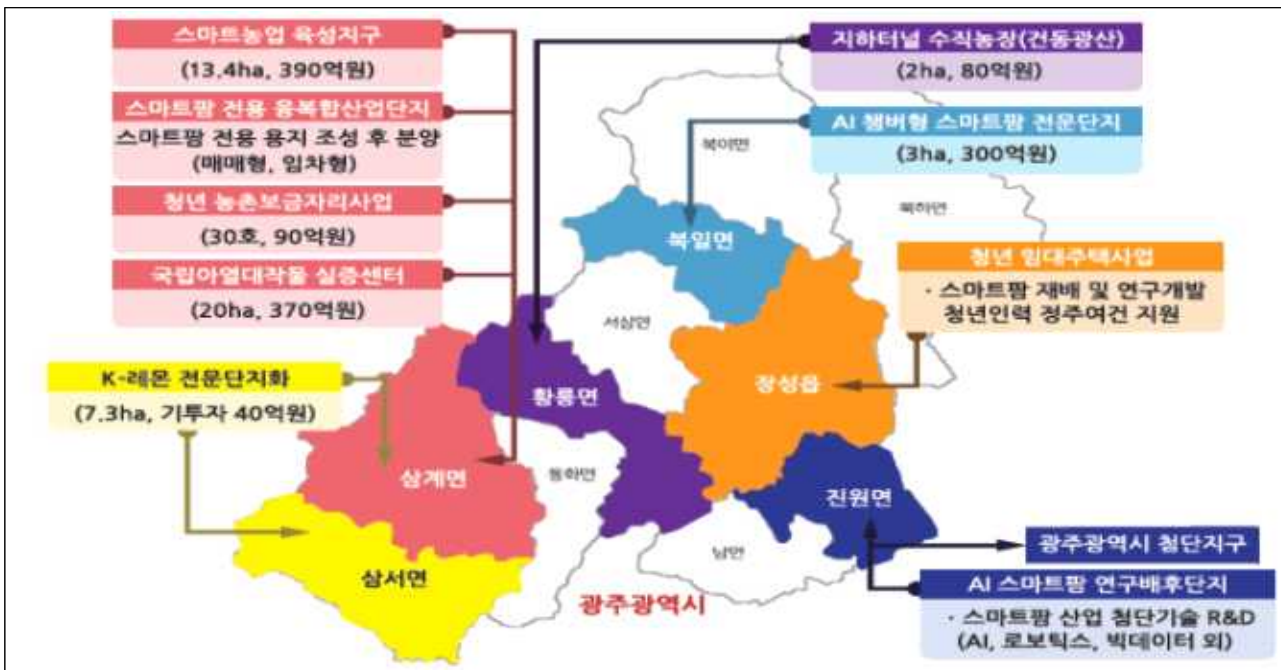 스마트농업 육성지구
(13.4ha, 390억원)
스마트팜 전용 융복합산업단지
스마트팜 전용 용지 조성 후 분양
(매매형, 임차형)
청년 농촌보금자리사업
(30호, 90억원)
국립아열대작물 실증센터
(20ha, 370억원)
K-레몬 전문단지화
(7.3ha, 기투자 40억원)
지하터널 수직농장(건동광산)
(2ha, 80억원)
AI 챔버형 스마트팜 전문단지
(3ha, 300억원)
청년 임대주택사업
· 스마트팜 재배 및 연구개발
청년인력 정주여건 지원
북이면
북하면
북일면
서삼면
장성읍
황룡면
삼계면
동화면
진원면
남면
삼서면
광주광역시
광주광역시 첨단지구
AI 스마트팜 연구배후단지
· 스마트팜 산업 첨단기술 R&D
(AI, 로보틱스, 빅데이터 외)